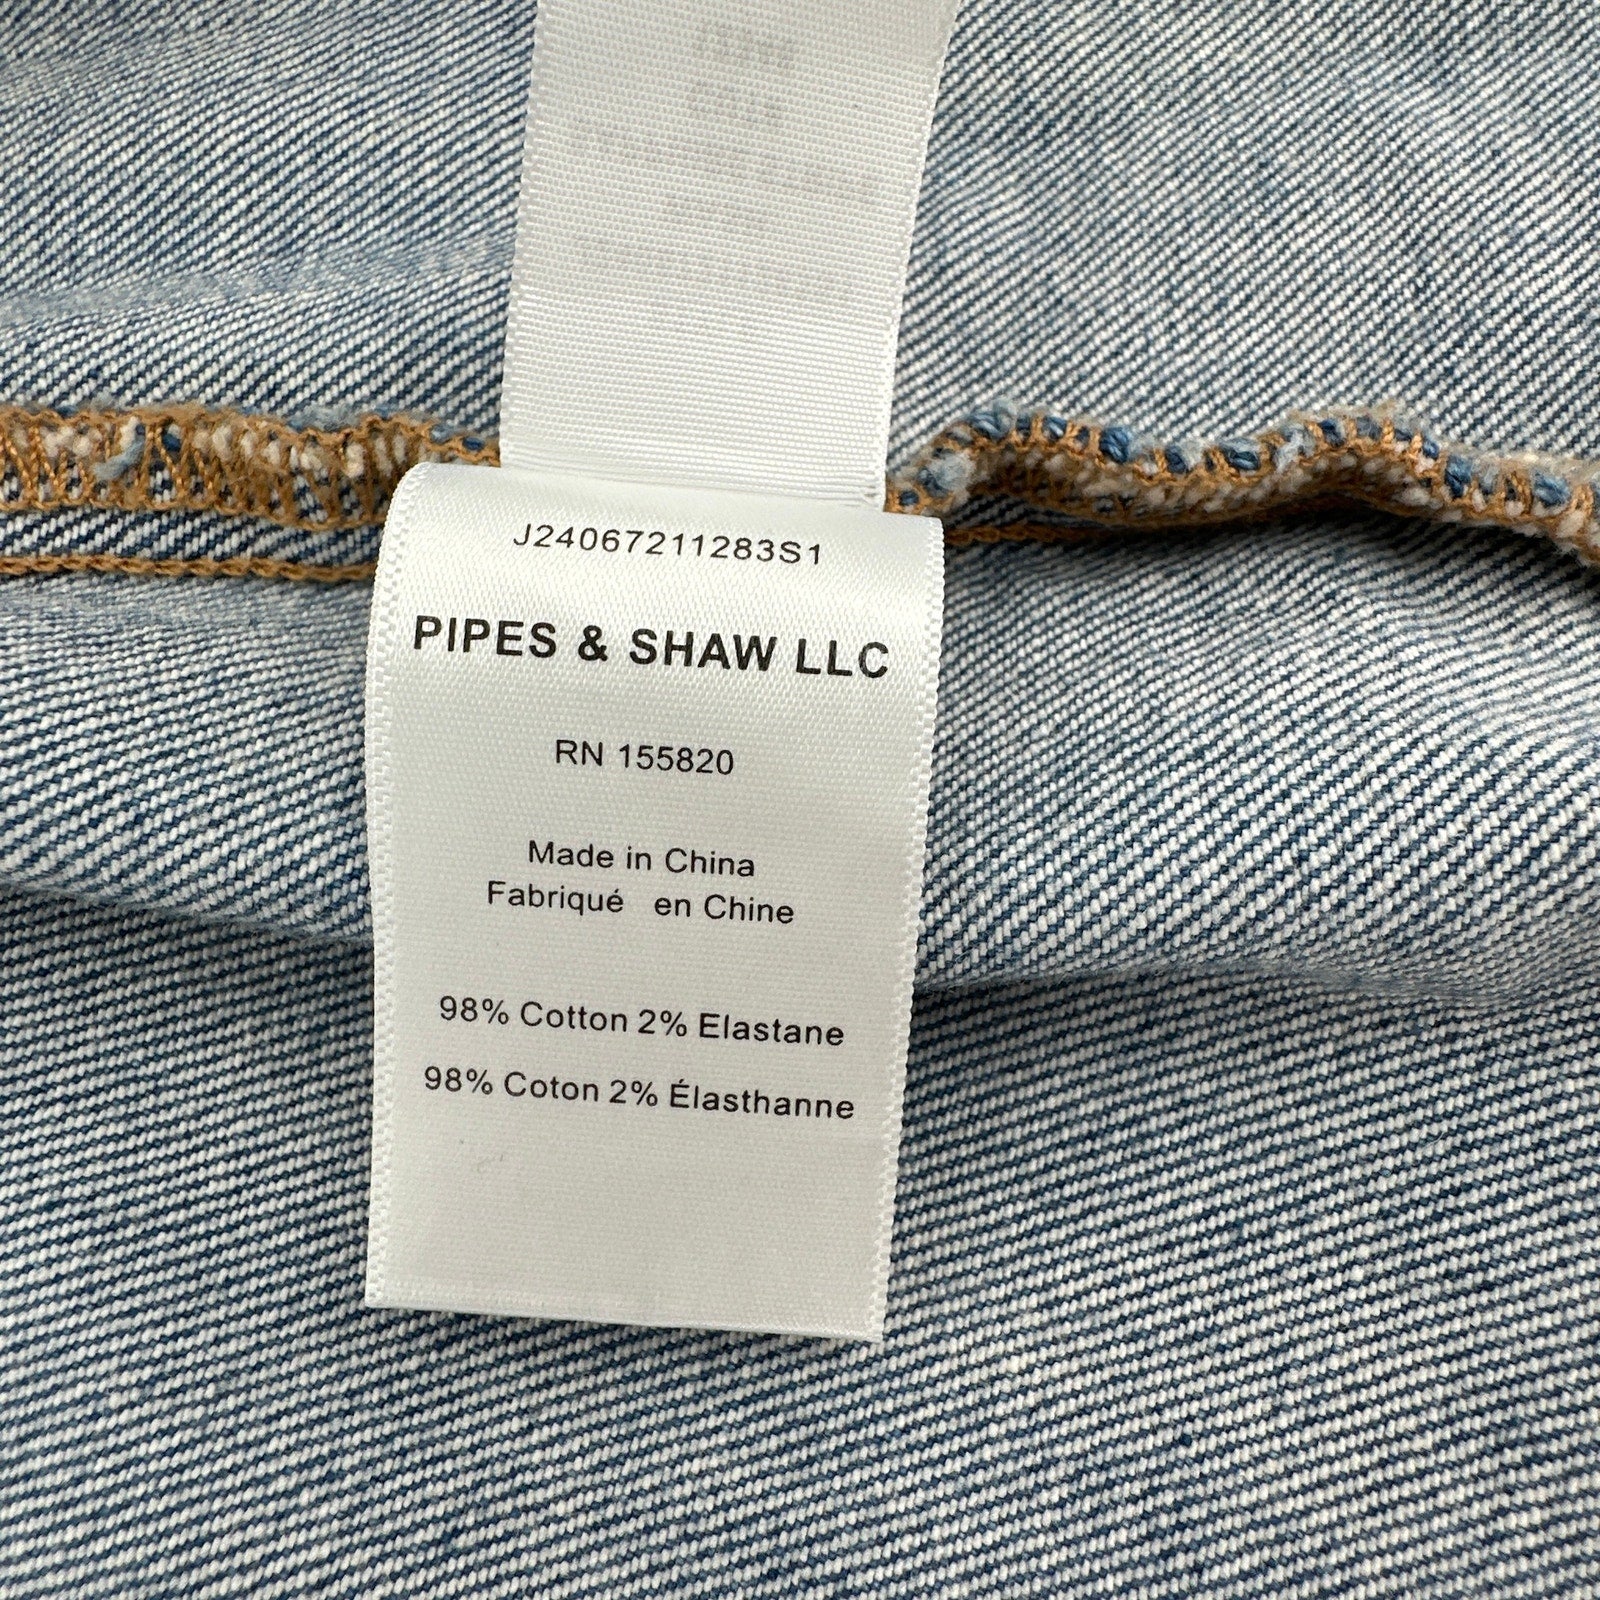 J24067211283S1
PIPES & SHAW LLC
RN 155820
Made in China
Fabriqué en Chine
98% Cotton 2% Elastane
98% Coton 2% Élasthanne